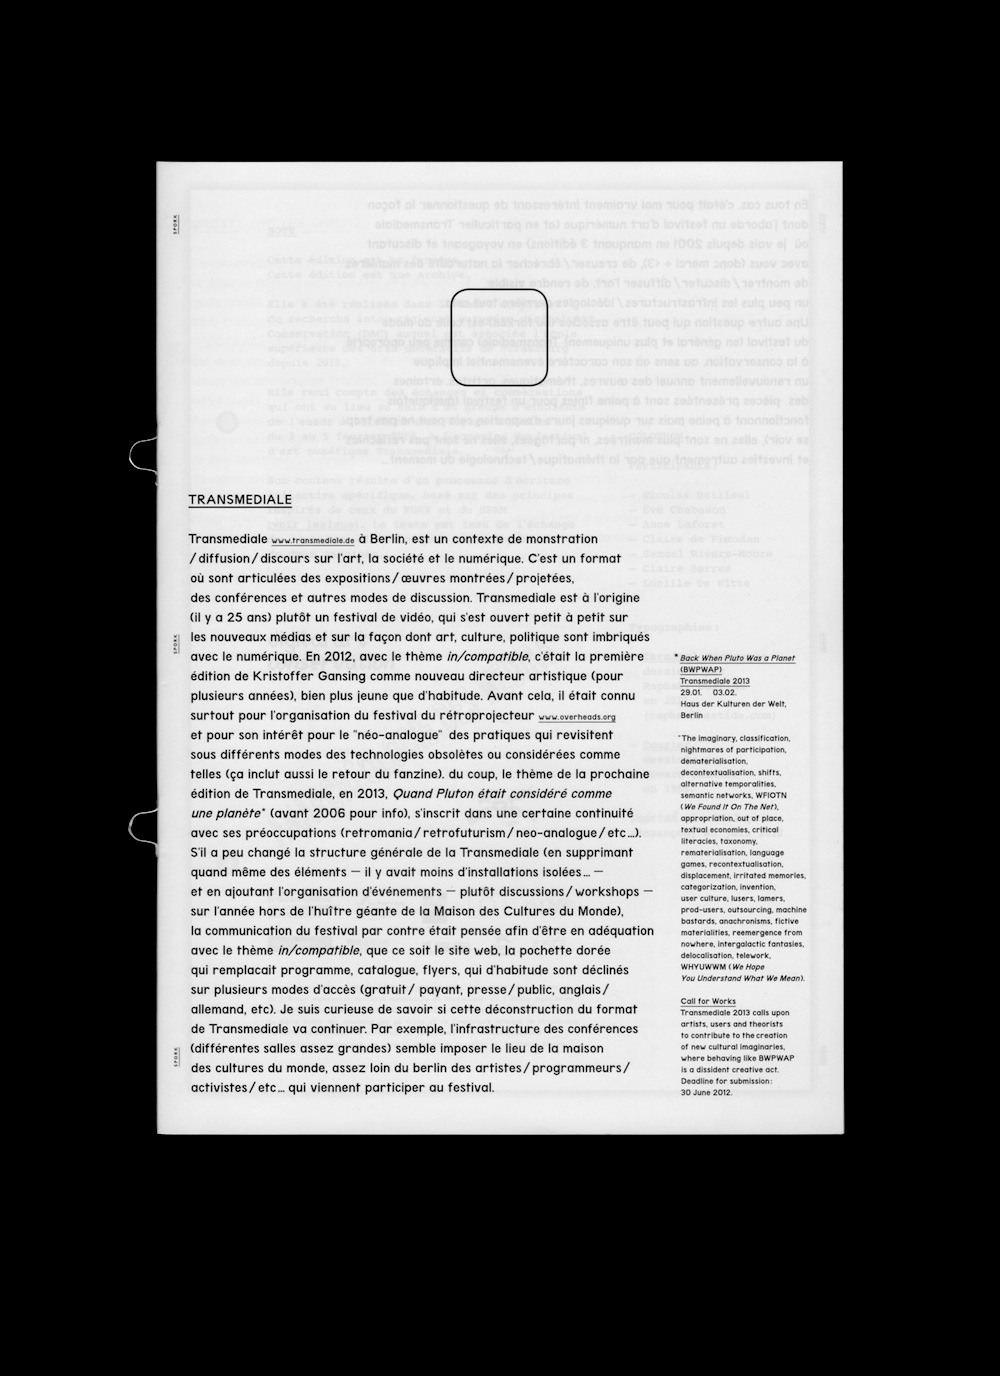 SPORK
TRANSMEDIALE
Transmediale www.transmediale.de à Berlin, est un contexte de monstration
/diffusion/discours sur l'art, la société et le numérique. C'est un format
où sont articulées des expositions/œuvres montrées/projetées,
des conférences et autres modes de discussion. Transmediale est à l'origine
(il y a 25 ans) plutôt un festival de vidéo, qui s'est ouvert petit à petit sur
les nouveaux médias et sur la façon dont art, culture, politique sont imbriqués
avec le numérique. En 2012, avec le thème in/compatible, c'était la première
édition de Kristoffer Gansing comme nouveau directeur artistique (pour
plusieurs années), bien plus jeune que d'habitude. Avant cela, il était connu
surtout pour l'organisation du festival du rétroprojecteur www.overheads.org
et pour son intérêt pour le "néo-analogue" des pratiques qui revisitent
sous différents modes des technologies obsolètes ou considérées comme
telles (ça inclut aussi le retour du fanzine). du coup, le thème de la prochaine
édition de Transmediale, en 2013, Quand Pluton était considéré comme
une planète* (avant 2006 pour info), s'inscrit dans une certaine continuité
avec ses préoccupations (retromania/retrofuturism/neo-analogue/etc...).
S'il a peu changé la structure générale de la Transmediale (en supprimant
quand même des éléments — il y avait moins d'installations isolées... —
et en ajoutant l'organisation d'événements — plutôt discussions/workshops —
sur l'année hors de l'huître géante de la Maison des Cultures du Monde),
la communication du festival par contre était pensée afin d'être en adéquation
avec le thème in/compatible, que ce soit le site web, la pochette dorée
qui remplacait programme, catalogue, flyers, qui d'habitude sont déclinés
sur plusieurs modes d'accès (gratuit/ payant, presse/public, anglais/
allemand, etc). Je suis curieuse de savoir si cette déconstruction du format
de Transmediale va continuer. Par exemple, l'infrastructure des conférences
(différentes salles assez grandes) semble imposer le lieu de la maison
des cultures du monde, assez loin du berlin des artistes/programmeurs/
activistes/etc... qui viennent participer au festival.
SPORK
SPORK
* Back When Pluto Was a Planet
(BWPWAP)
Transmediale 2013
29.01. 03.02.
Haus der Kulturen der Welt,
Berlin
"The imaginary, classification,
nightmares of participation,
dematerialisation,
decontextualisation, shifts,
alternative temporalities,
semantic networks, WFIOTN
(We Found It On The Net),
appropriation, out of place,
textual economies, critical
literacies, taxonomy,
rematerialisation, language
games, recontextualisation,
displacement, irritated memories,
categorization, invention,
user culture, lusers, lamers,
prod-users, outsourcing, machine
bastards, anachronisms, fictive
materialities, reemergence from
nowhere, intergalactic fantasies,
delocalisation, telework,
WHYUWWM (We Hope
You Understand What We Mean).
Call for Works
Transmediale 2013 calls upon
artists, users and theorists
to contribute to the creation
of new cultural imaginaries,
where behaving like BWPWAP
is a dissident creative act.
Deadline for submission:
30 June 2012.